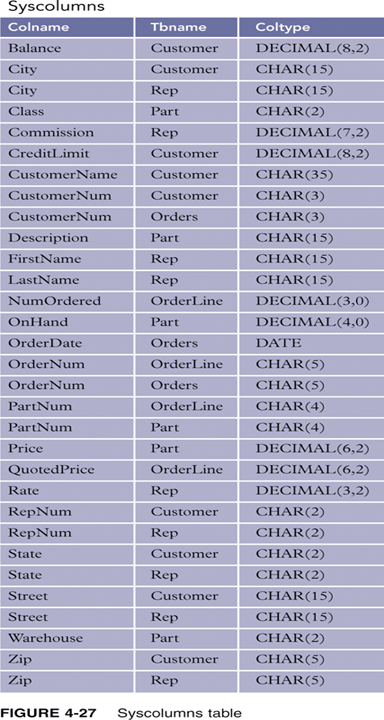 Syscolumns
Colname Tbname Coltype
Balance Customer DECIMAL(8,2)
City Customer CHAR(15)
City Rep CHAR(15)
Class Part CHAR(2)
Commission Rep DECIMAL(7,2)
CreditLimit Customer DECIMAL(8,2)
CustomerName Customer CHAR(35)
CustomerNum Customer CHAR(3)
CustomerNum Orders CHAR(3)
Description Part CHAR(15)
FirstName Rep CHAR(15)
LastName Rep CHAR(15)
NumOrdered OrderLine DECIMAL(3,0)
OnHand Part DECIMAL(4,0)
OrderDate Orders DATE
OrderNum OrderLine CHAR(5)
OrderNum Orders CHAR(5)
PartNum OrderLine CHAR(4)
PartNum Part CHAR(4)
Price Part DECIMAL(6,2)
QuotedPrice OrderLine DECIMAL(6,2)
Rate Rep DECIMAL(3,2)
RepNum Customer CHAR(2)
RepNum Rep CHAR(2)
State Customer CHAR(2)
State Rep CHAR(2)
Street Customer CHAR(15)
Street Rep CHAR(15)
Warehouse Part CHAR(2)
Zip Customer CHAR(5)
Zip Rep CHAR(5)
FIGURE 4-27 Syscolumns table